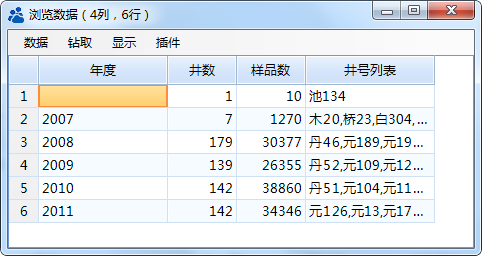 浏览数据（4列，6行）
数据 钻取 显示 插件
年度 井数 样品数 井号列表
1 1 10 池134
2 2007 7 1270 木20,桥23,白304,...
3 2008 179 30377 丹46,元189,元19...
4 2009 139 26355 丹52,元109,元12...
5 2010 142 38860 丹51,元104,元11...
6 2011 142 34346 元126,元13,元17...